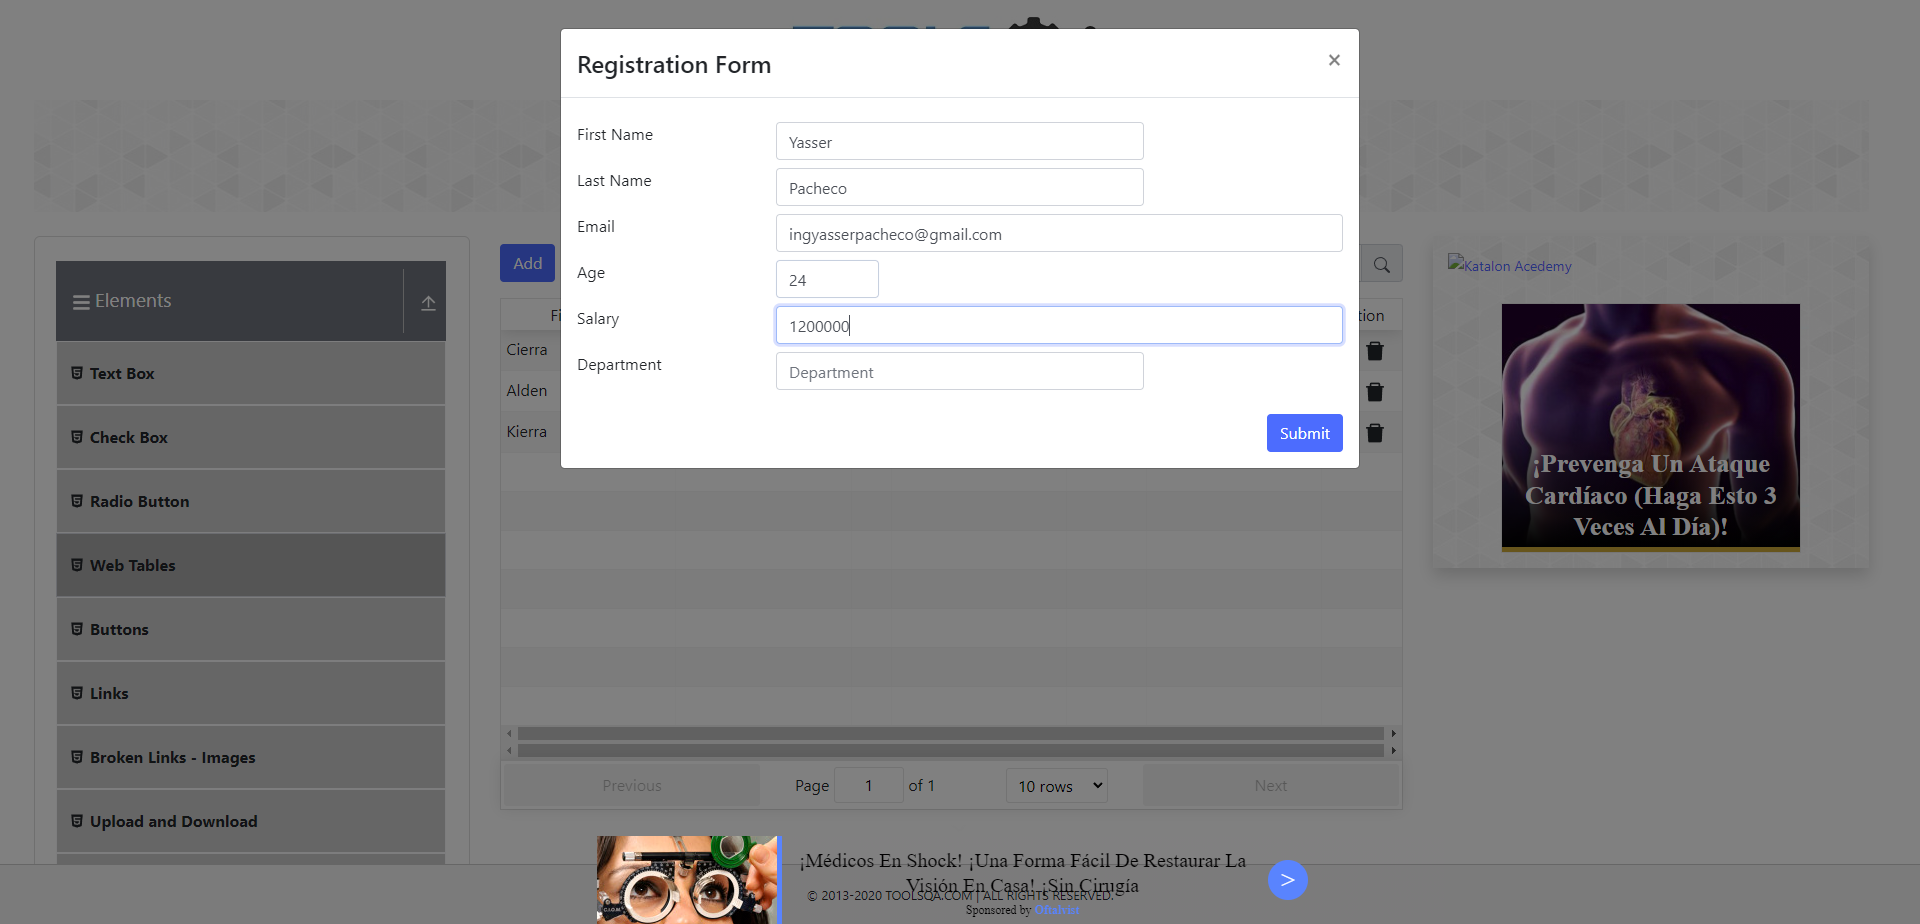 Registration Form ×
First Name Yasser
Last Name Pacheco
Email ingyasserpacheco@gmail.com
Age 24
Salary 1200000
Department Department
Submit
Elements
Text Box
Check Box
Radio Button
Web Tables
Buttons
Links
Broken Links - Images
Upload and Download
Add
Cierra
Alden
Kierra
Previous Page 1 of 1 10 rows Next
Katalon Acedemy
¡Prevenga Un Ataque
Cardíaco (Haga Esto 3
Veces Al Día)!
¡Médicos En Shock! ¡Una Forma Fácil De Restaurar La
Visión En Casa! ¡Sin Cirugía
© 2013-2020 TOOLSQA.COM | ALL RIGHTS RESERVED.
Sponsored by
>